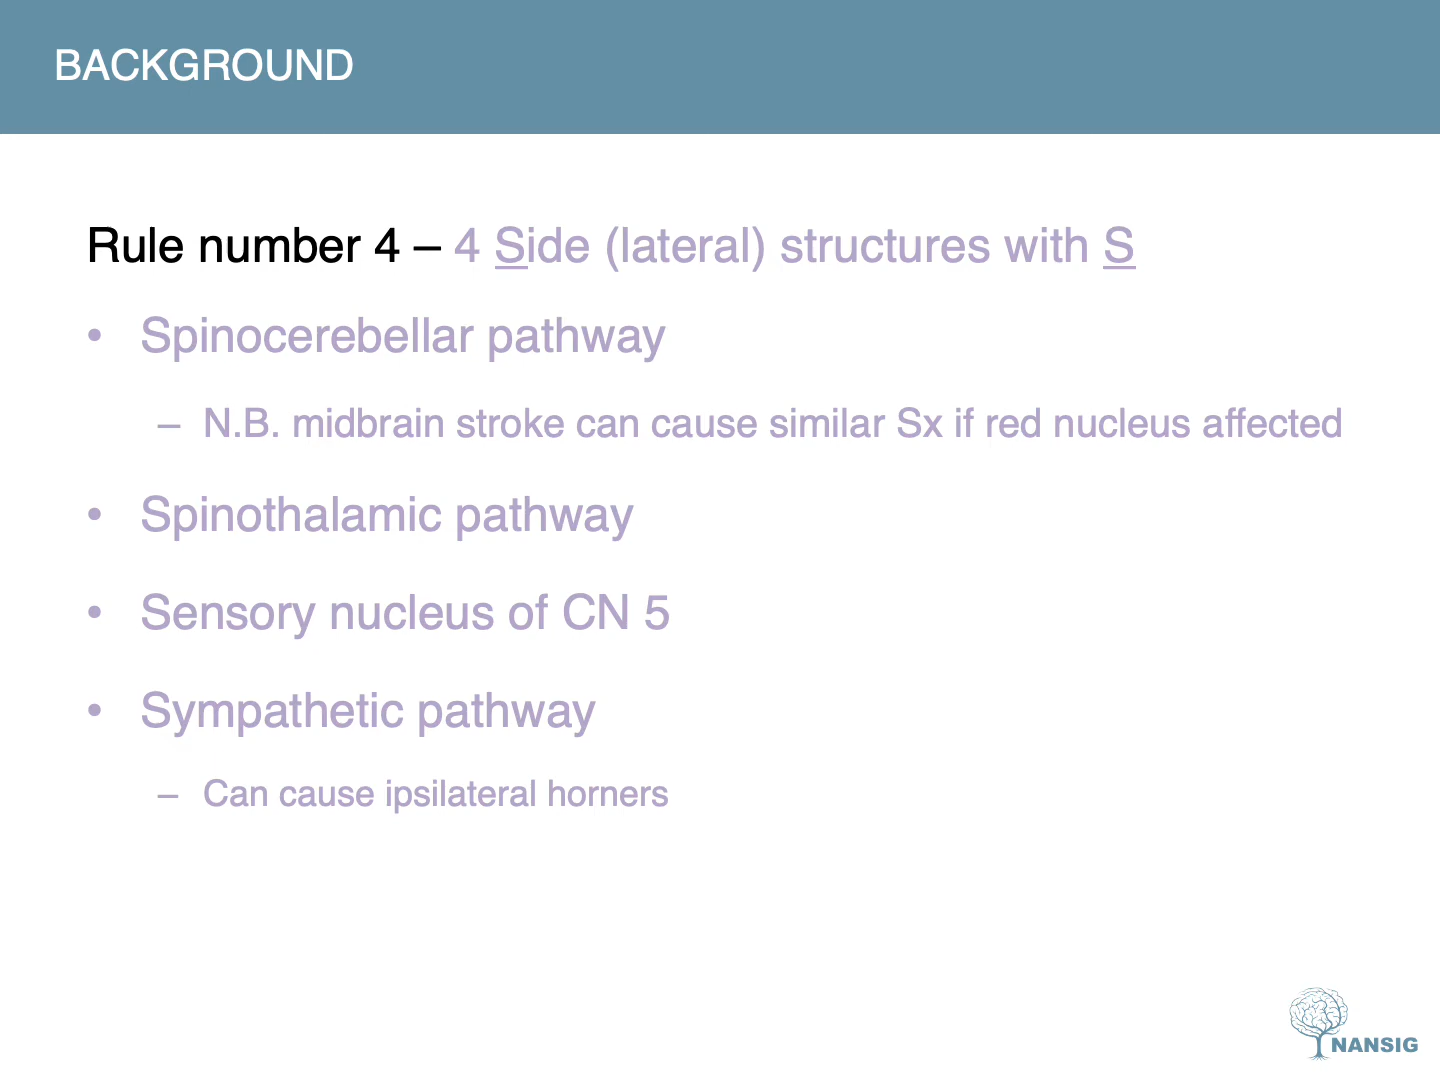 BACKGROUND
Rule number 4 – 4 Side (lateral) structures with S
• Spinocerebellar pathway
– N.B. midbrain stroke can cause similar Sx if red nucleus affected
• Spinothalamic pathway
• Sensory nucleus of CN 5
• Sympathetic pathway
– Can cause ipsilateral horners
NANSIG